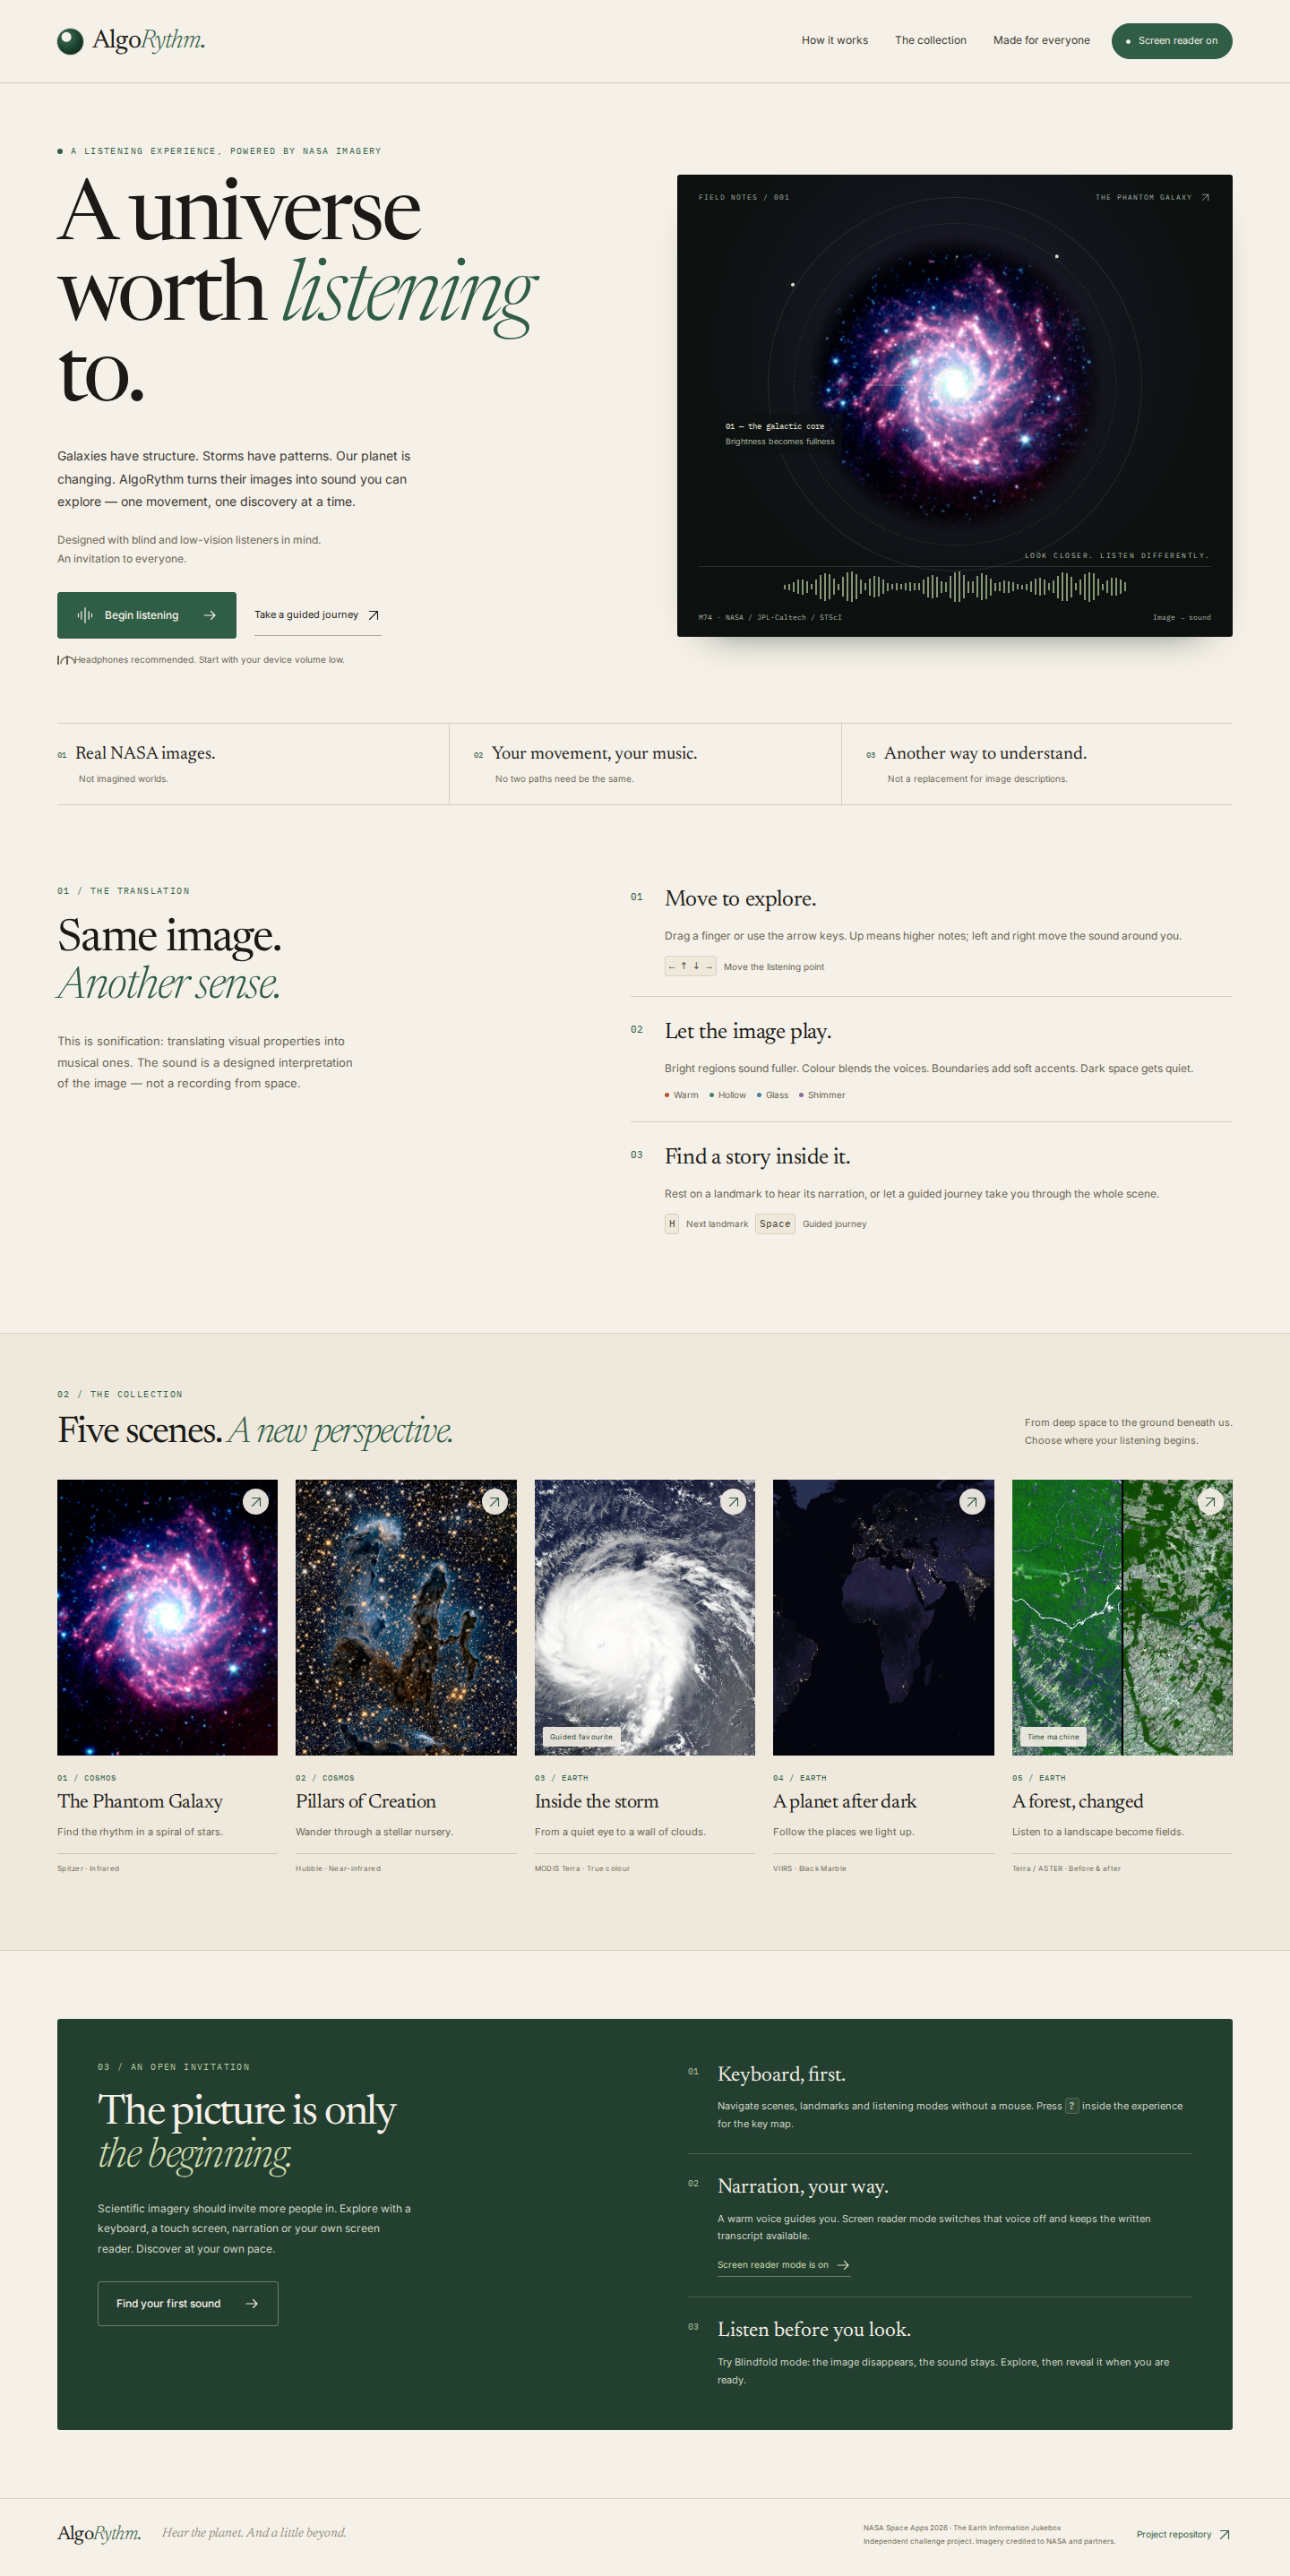 AlgoRythm.
How it works
The collection
Made for everyone
Screen reader on
A LISTENING EXPERIENCE, POWERED BY NASA IMAGERY
A universe
worth listening
to.
Galaxies have structure. Storms have patterns. Our planet is
changing. AlgoRythm turns their images into sound you can
explore — one movement, one discovery at a time.
Designed with blind and low-vision listeners in mind.
An invitation to everyone.
Begin listening →
Take a guided journey ↗
Headphones recommended. Start with your device volume low.
FIELD NOTES / 001
THE PHANTOM GALAXY ↗
01 — the galactic core
Brightness becomes fullness
LOOK CLOSER. LISTEN DIFFERENTLY.
M74 · NASA / JPL-Caltech / STScI
Image → sound
01 Real NASA images.
Not imagined worlds.
02 Your movement, your music.
No two paths need be the same.
03 Another way to understand.
Not a replacement for image descriptions.
01 / THE TRANSLATION
Same image.
Another sense.
This is sonification: translating visual properties into
musical ones. The sound is a designed interpretation
of the image — not a recording from space.
01 Move to explore.
Drag a finger or use the arrow keys. Up means higher notes; left and right move the sound around you.
← ↑ ↓ → Move the listening point
02 Let the image play.
Bright regions sound fuller. Colour blends the voices. Boundaries add soft accents. Dark space gets quiet.
Warm Hollow Glass Shimmer
03 Find a story inside it.
Rest on a landmark to hear its narration, or let a guided journey take you through the whole scene.
H Next landmark Space Guided journey
02 / THE COLLECTION
Five scenes. A new perspective.
From deep space to the ground beneath us.
Choose where your listening begins.
01 / COSMOS
The Phantom Galaxy
Find the rhythm in a spiral of stars.
Spitzer · Infrared
02 / COSMOS
Pillars of Creation
Wander through a stellar nursery.
Hubble · Near-infrared
Guided favourite
03 / EARTH
Inside the storm
From a quiet eye to a wall of clouds.
MODIS Terra · True colour
04 / EARTH
A planet after dark
Follow the places we light up.
VIIRS · Black Marble
Time machine
05 / EARTH
A forest, changed
Listen to a landscape become fields.
Terra / ASTER · Before & after
03 / AN OPEN INVITATION
The picture is only
the beginning.
Scientific imagery should invite more people in. Explore with a
keyboard, a touch screen, narration or your own screen
reader. Discover at your own pace.
Find your first sound →
01 Keyboard, first.
Navigate scenes, landmarks and listening modes without a mouse. Press ? inside the experience
for the key map.
02 Narration, your way.
A warm voice guides you. Screen reader mode switches that voice off and keeps the written
transcript available.
Screen reader mode is on →
03 Listen before you look.
Try Blindfold mode: the image disappears, the sound stays. Explore, then reveal it when you are
ready.
AlgoRythm.
Hear the planet. And a little beyond.
NASA Space Apps 2026 · The Earth Information Jukebox
Independent challenge project. Imagery credited to NASA and partners.
Project repository ↗